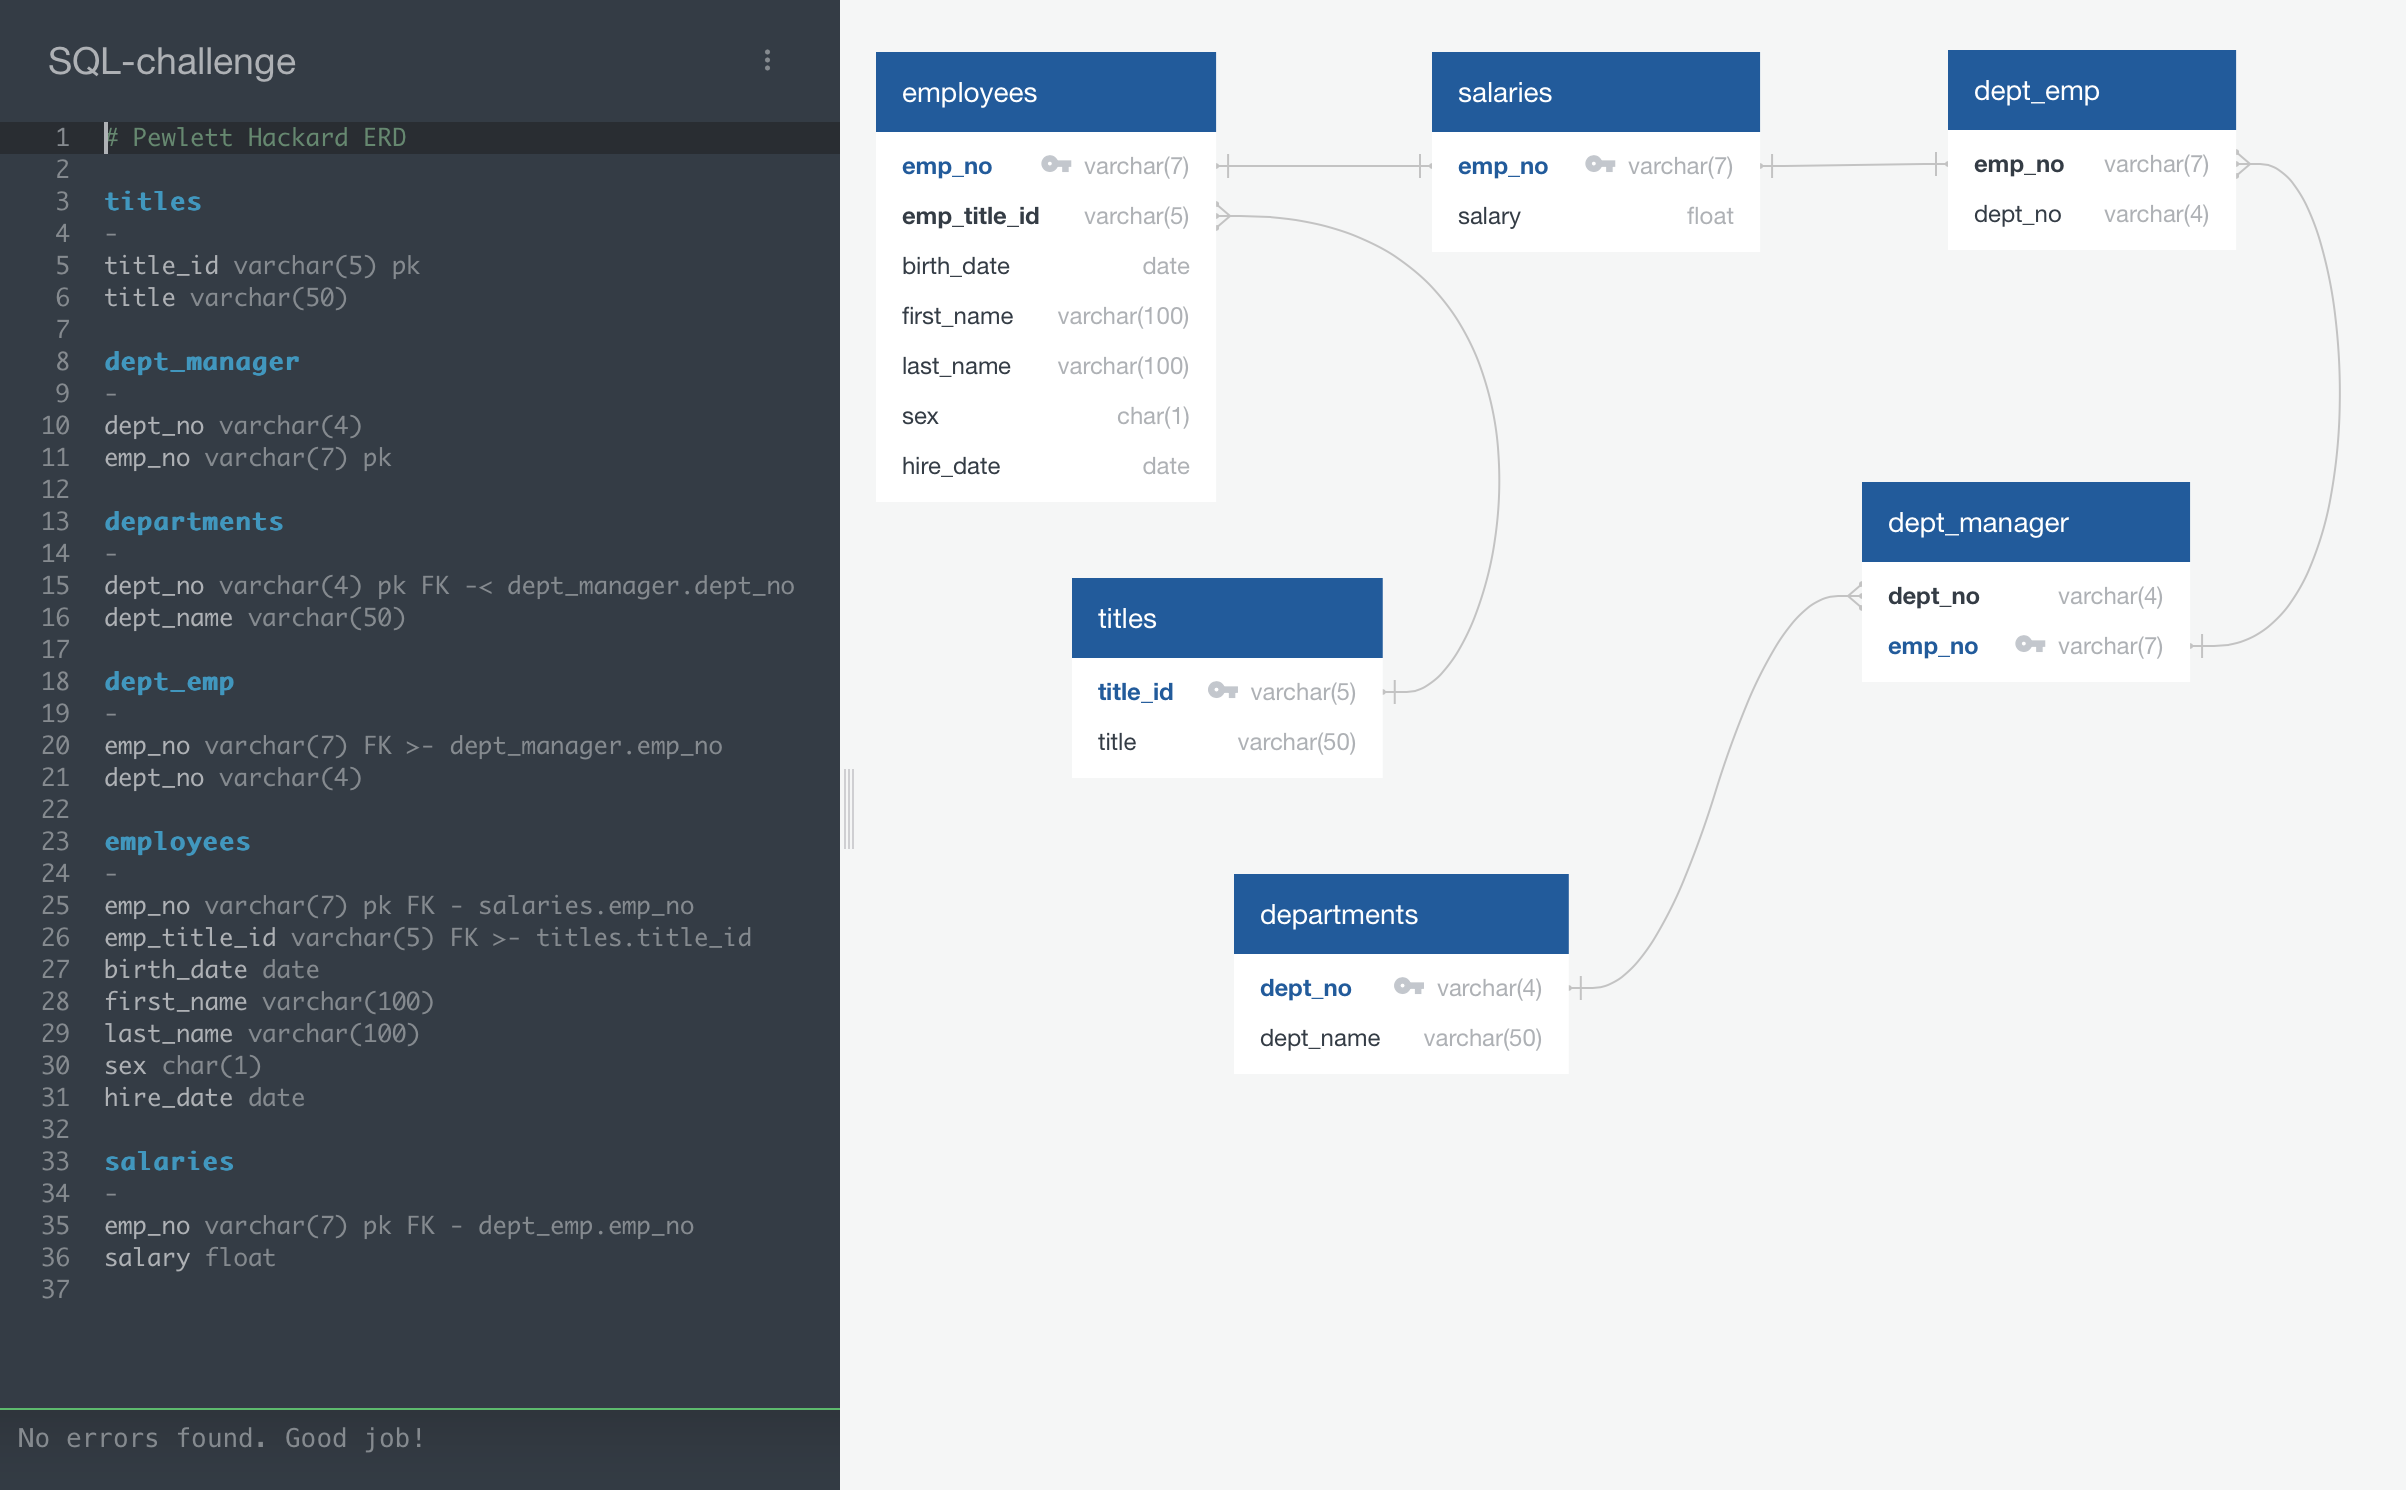 SQL-challenge
1 # Pewlett Hackard ERD
2
3 titles
4 -
5 title_id varchar(5) pk
6 title varchar(50)
7
8 dept_manager
9 -
10 dept_no varchar(4)
11 emp_no varchar(7) pk
12
13 departments
14 -
15 dept_no varchar(4) pk FK -< dept_manager.dept_no
16 dept_name varchar(50)
17
18 dept_emp
19 -
20 emp_no varchar(7) FK >- dept_manager.emp_no
21 dept_no varchar(4)
22
23 employees
24 -
25 emp_no varchar(7) pk FK - salaries.emp_no
26 emp_title_id varchar(5) FK >- titles.title_id
27 birth_date date
28 first_name varchar(100)
29 last_name varchar(100)
30 sex char(1)
31 hire_date date
32
33 salaries
34 -
35 emp_no varchar(7) pk FK - dept_emp.emp_no
36 salary float
37
No errors found. Good job!
employees
emp_no varchar(7)
emp_title_id varchar(5)
birth_date date
first_name varchar(100)
last_name varchar(100)
sex char(1)
hire_date date
salaries
emp_no varchar(7)
salary float
dept_emp
emp_no varchar(7)
dept_no varchar(4)
dept_manager
dept_no varchar(4)
emp_no varchar(7)
titles
title_id varchar(5)
title varchar(50)
departments
dept_no varchar(4)
dept_name varchar(50)